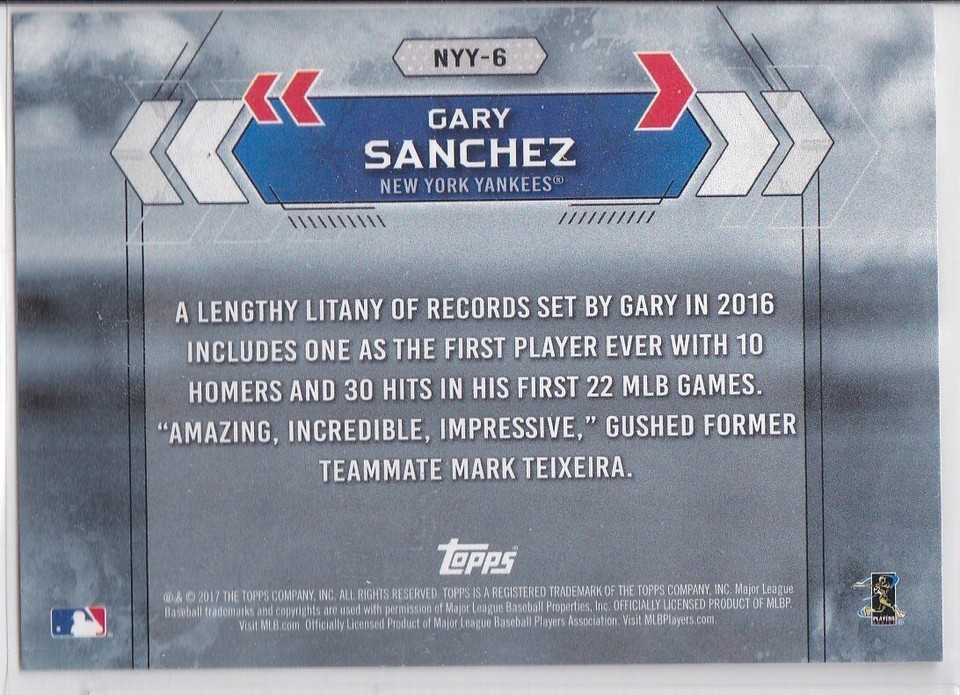 NYY-6
GARY
SANCHEZ
NEW YORK YANKEES®
A LENGTHY LITANY OF RECORDS SET BY GARY IN 2016
INCLUDES ONE AS THE FIRST PLAYER EVER WITH 10
HOMERS AND 30 HITS IN HIS FIRST 22 MLB GAMES.
“AMAZING, INCREDIBLE, IMPRESSIVE,” GUSHED FORMER
TEAMMATE MARK TEIXEIRA.
topps
®& © 2017 THE TOPPS COMPANY, INC. ALL RIGHTS RESERVED. TOPPS IS A REGISTERED TRADEMARK OF THE TOPPS COMPANY, INC. Major League
Baseball trademarks and copyrights are used with permission of Major League Baseball Properties, Inc. OFFICIALLY LICENSED PRODUCT OF MLBP.
Visit MLB.com Officially Licensed Product of Major League Baseball Players Association. Visit MLBPlayers.com.
PLAYERS